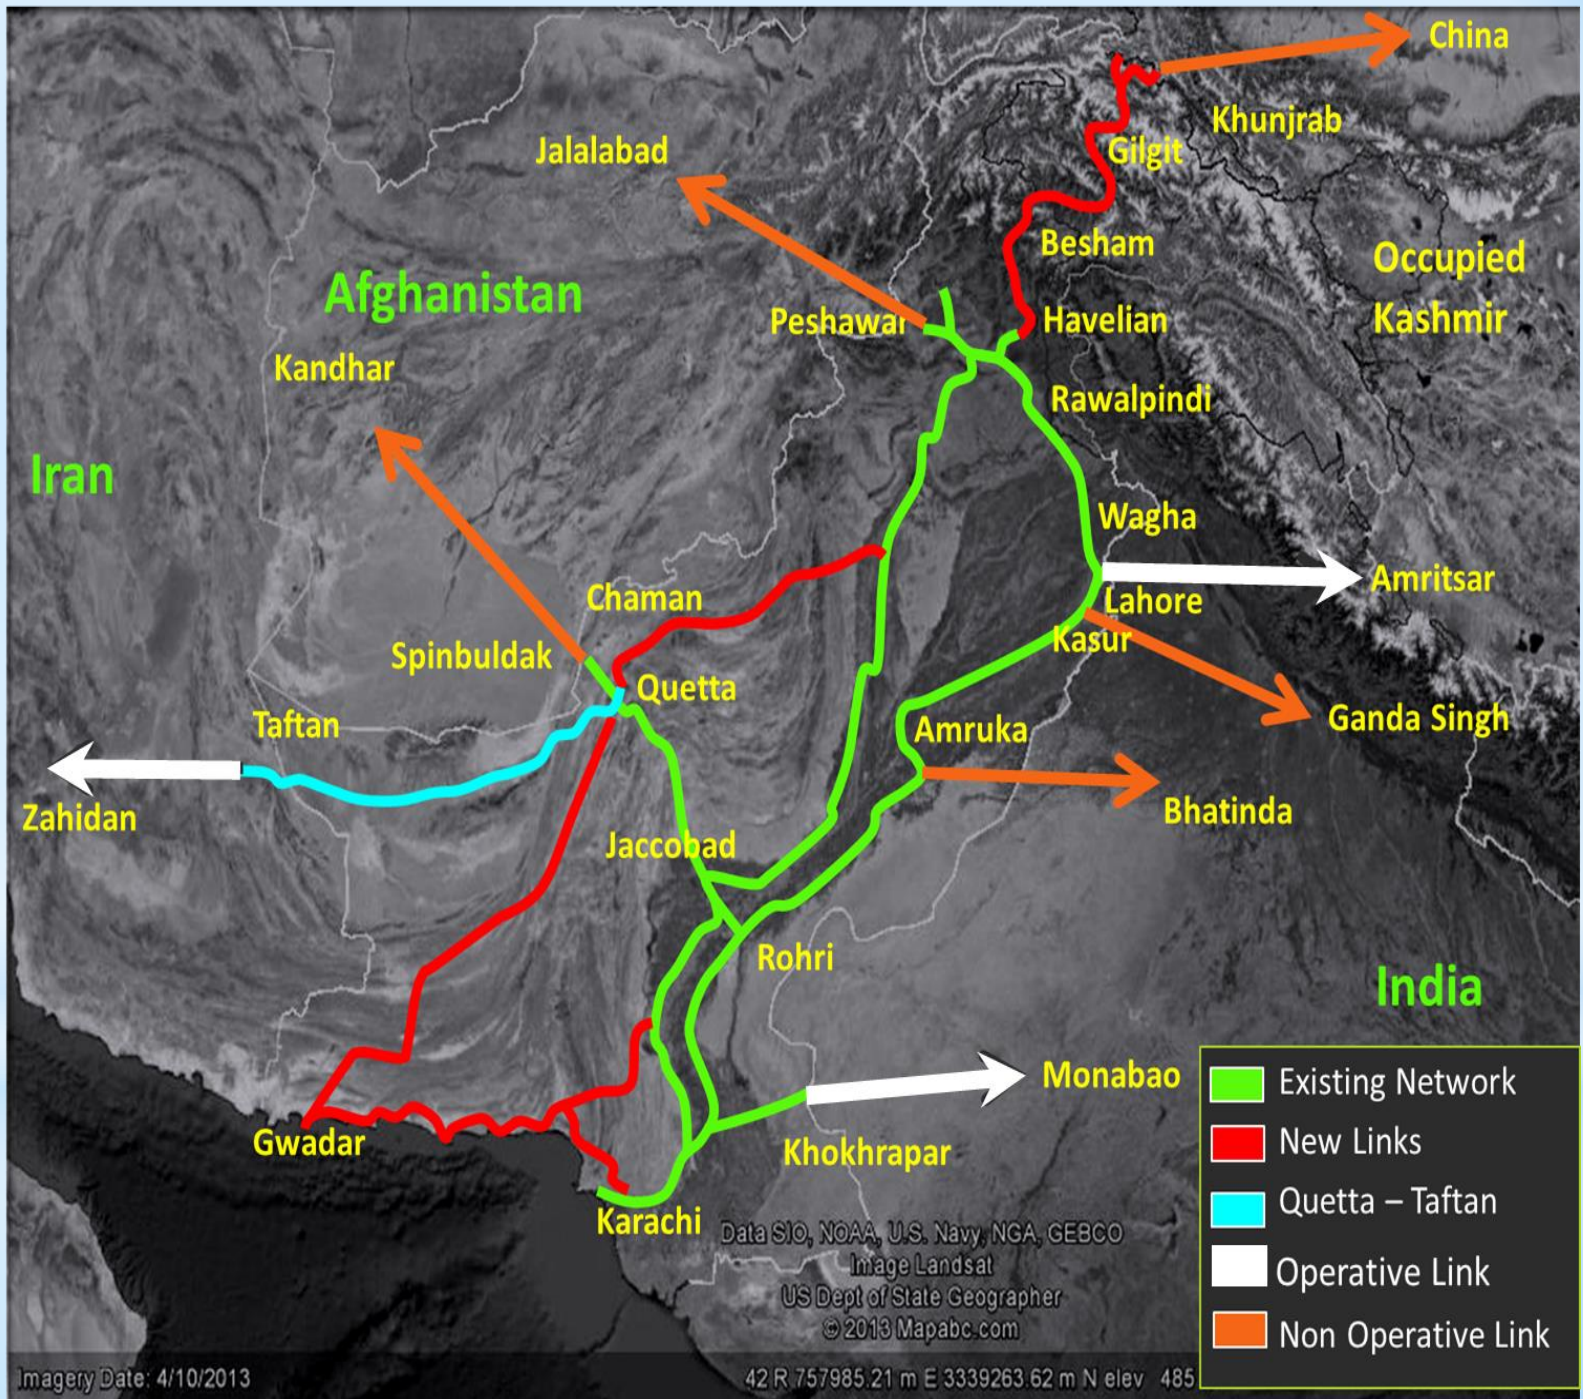 China
Khunjrab
Jalalabad
Gilgit
Besham
Occupied
Kashmir
Afghanistan
Peshawar
Havelian
Kandhar
Rawalpindi
Iran
Wagha
Amritsar
Chaman
Lahore
Kasur
Spinbuldak
Quetta
Taftan
Amruka
Ganda Singh
Zahidan
Bhatinda
Jaccobad
Rohri
India
Monabao
Gwadar
Khokhrapar
Karachi
Existing Network
New Links
Quetta – Taftan
Operative Link
Non Operative Link
Data SIO, NOAA, U.S. Navy, NGA, GEBCO
Image Landsat
US Dept of State Geographer
© 2013 Mapabc.com
Imagery Date: 4/10/2013
42 R 757985.21 m E 3339263.62 m N elev 485